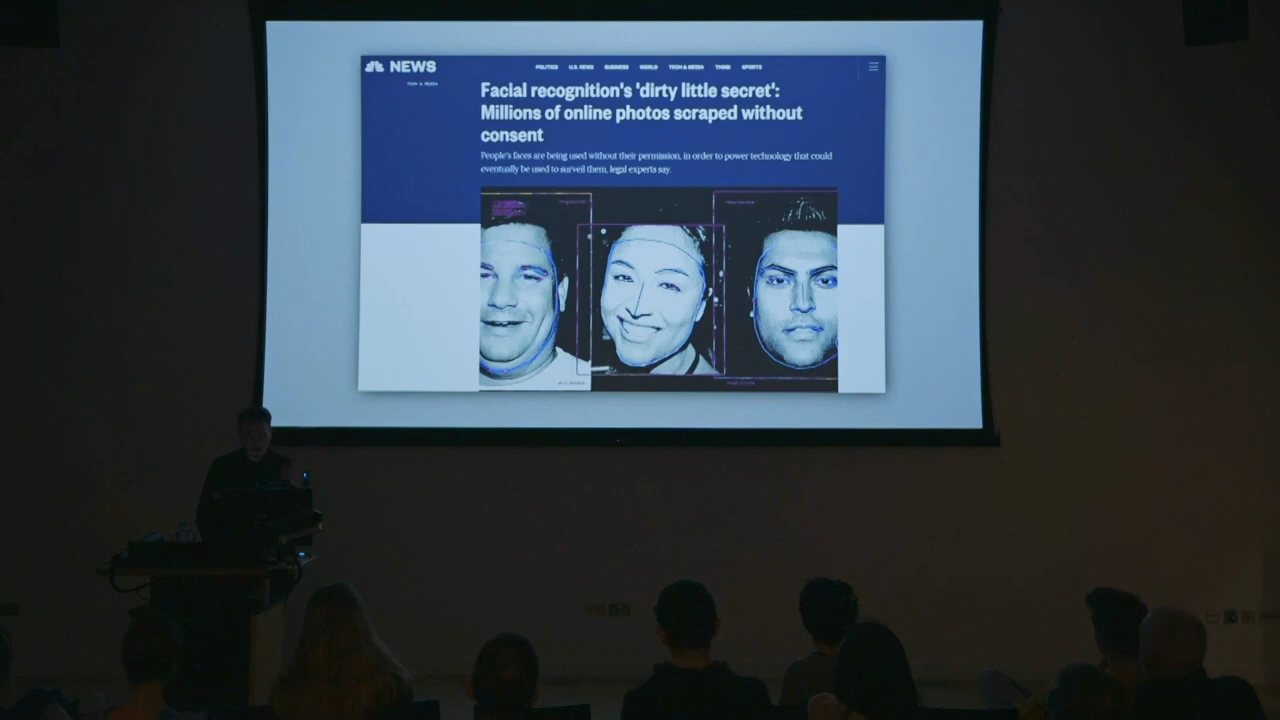 NEWS
POLITICS U.S. NEWS BUSINESS WORLD TECH & MEDIA THINK SPORTS
TECH & MEDIA
Facial recognition's 'dirty little secret':
Millions of online photos scraped without
consent
People's faces are being used without their permission, in order to power technology that could
eventually be used to surveil them, legal experts say.